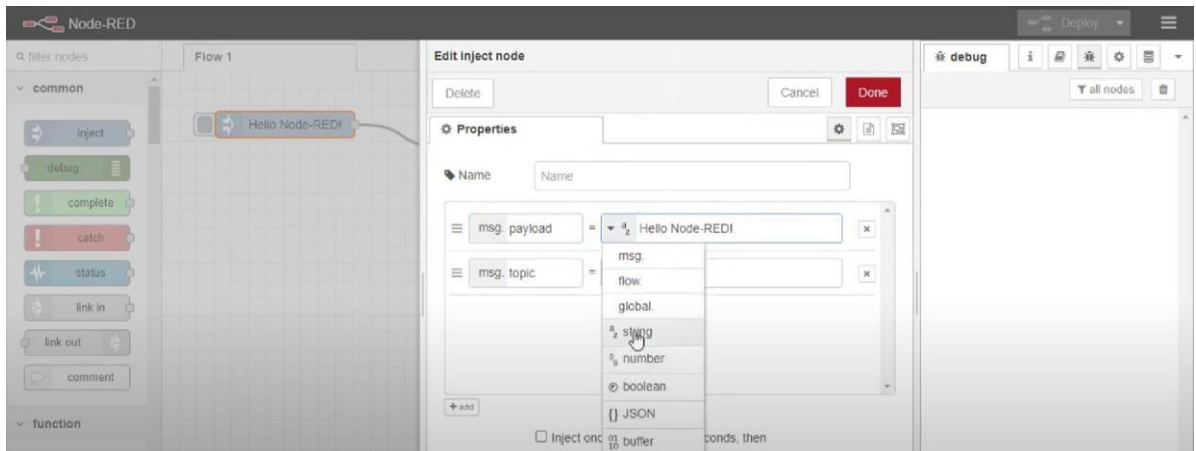 Node-RED
Deploy
filter nodes
Flow 1
Edit inject node
debug
i
common
Delete
Cancel
Done
all nodes
inject
Hello Node-RED!
Properties
debug
Name
Name
complete
catch
msg. payload
=
Hello Node-RED!
msg.
status
msg. topic
=
flow.
link in
global.
string
link out
number
comment
boolean
+ add
{} JSON
function
Inject once
buffer
conds, then